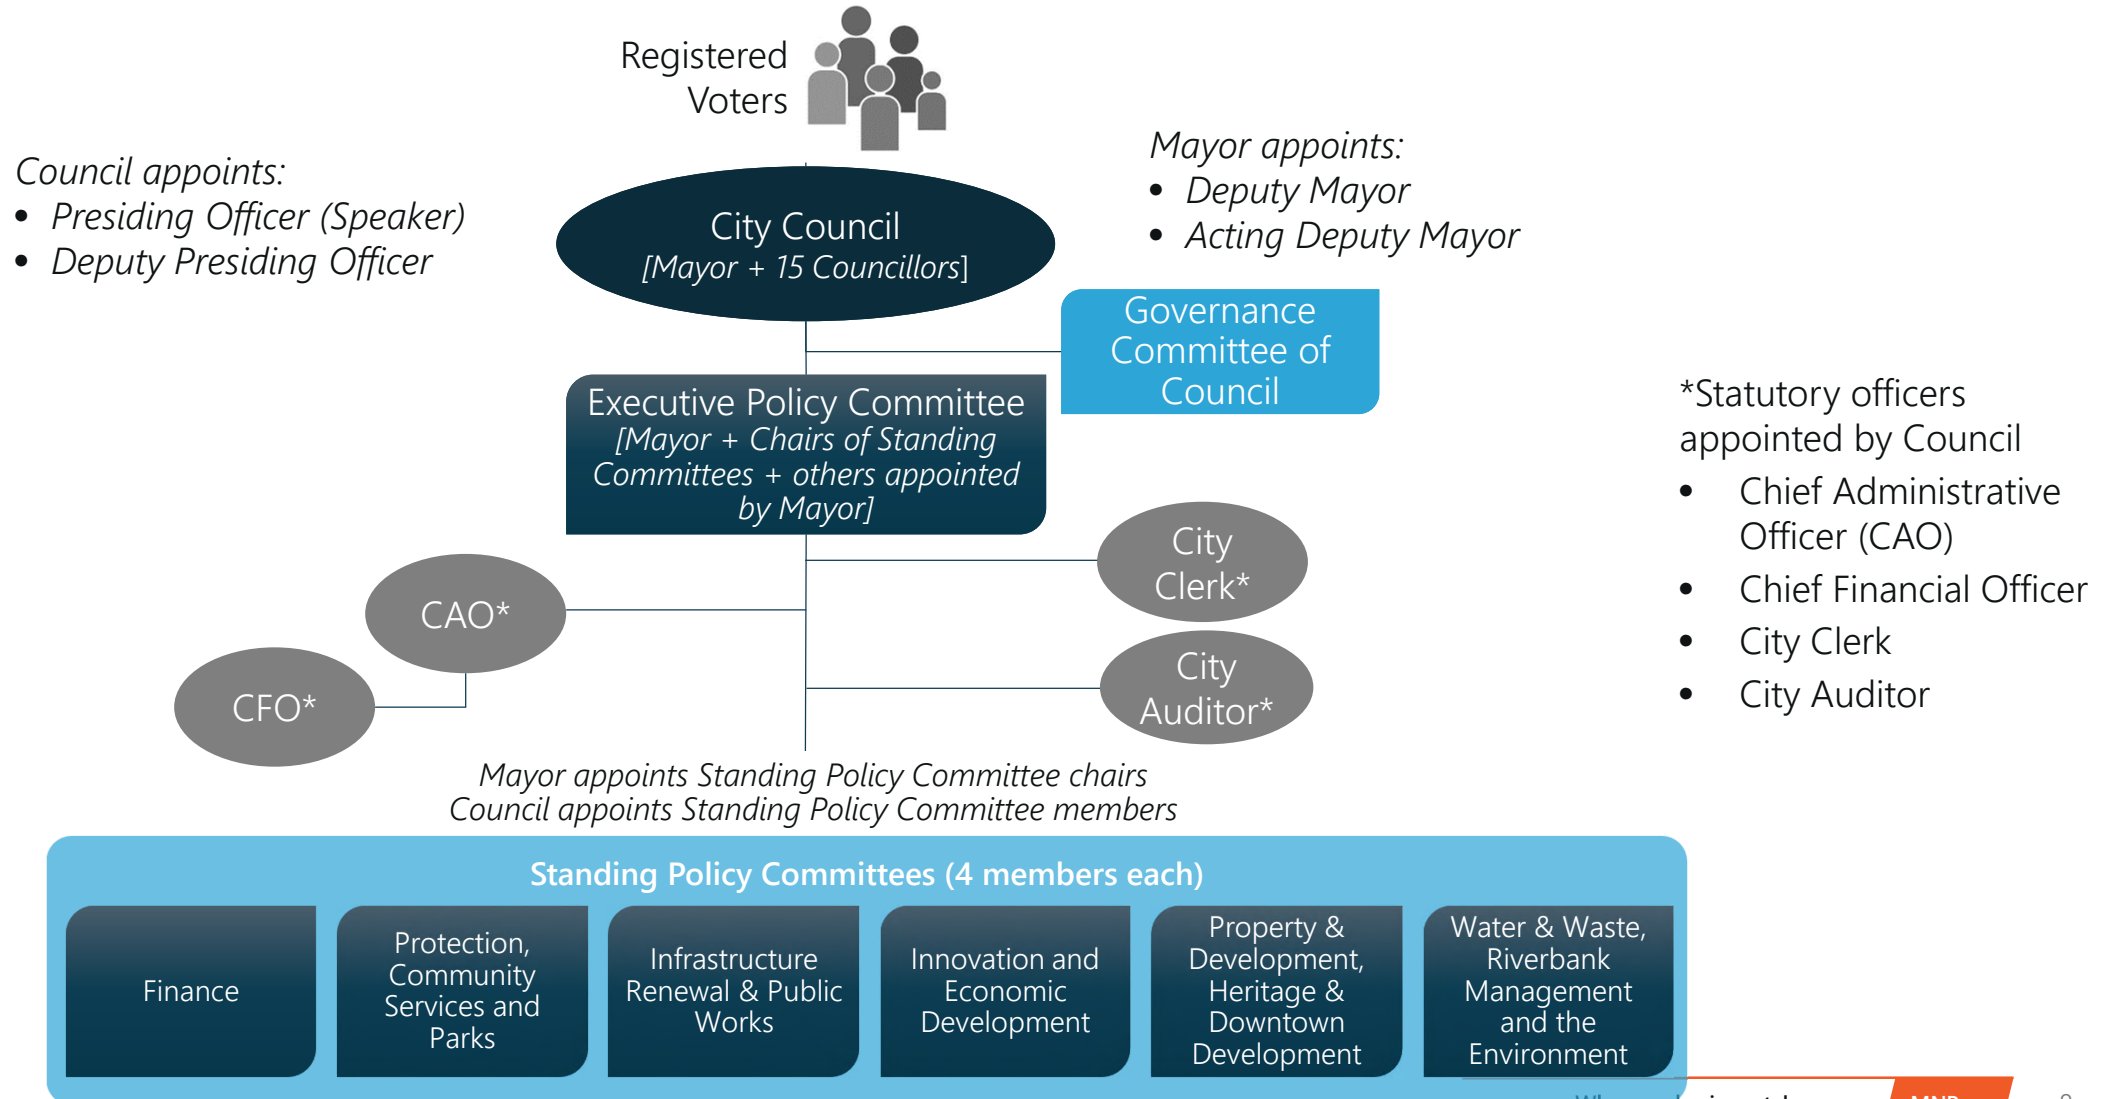 Registered
Voters
Council appoints:
• Presiding Officer (Speaker)
• Deputy Presiding Officer
Mayor appoints:
• Deputy Mayor
• Acting Deputy Mayor
City Council
[Mayor + 15 Councillors]
Governance
Committee of
Council
Executive Policy Committee
[Mayor + Chairs of Standing
Committees + others appointed
by Mayor]
*Statutory officers
appointed by Council
• Chief Administrative
Officer (CAO)
• Chief Financial Officer
• City Clerk
• City Auditor
City
Clerk*
CAO*
City
Auditor*
CFO*
Mayor appoints Standing Policy Committee chairs
Council appoints Standing Policy Committee members
Standing Policy Committees (4 members each)
Finance
Protection,
Community
Services and
Parks
Infrastructure
Renewal & Public
Works
Innovation and
Economic
Development
Property &
Development,
Heritage &
Downtown
Development
Water & Waste,
Riverbank
Management
and the
Environment
MNP